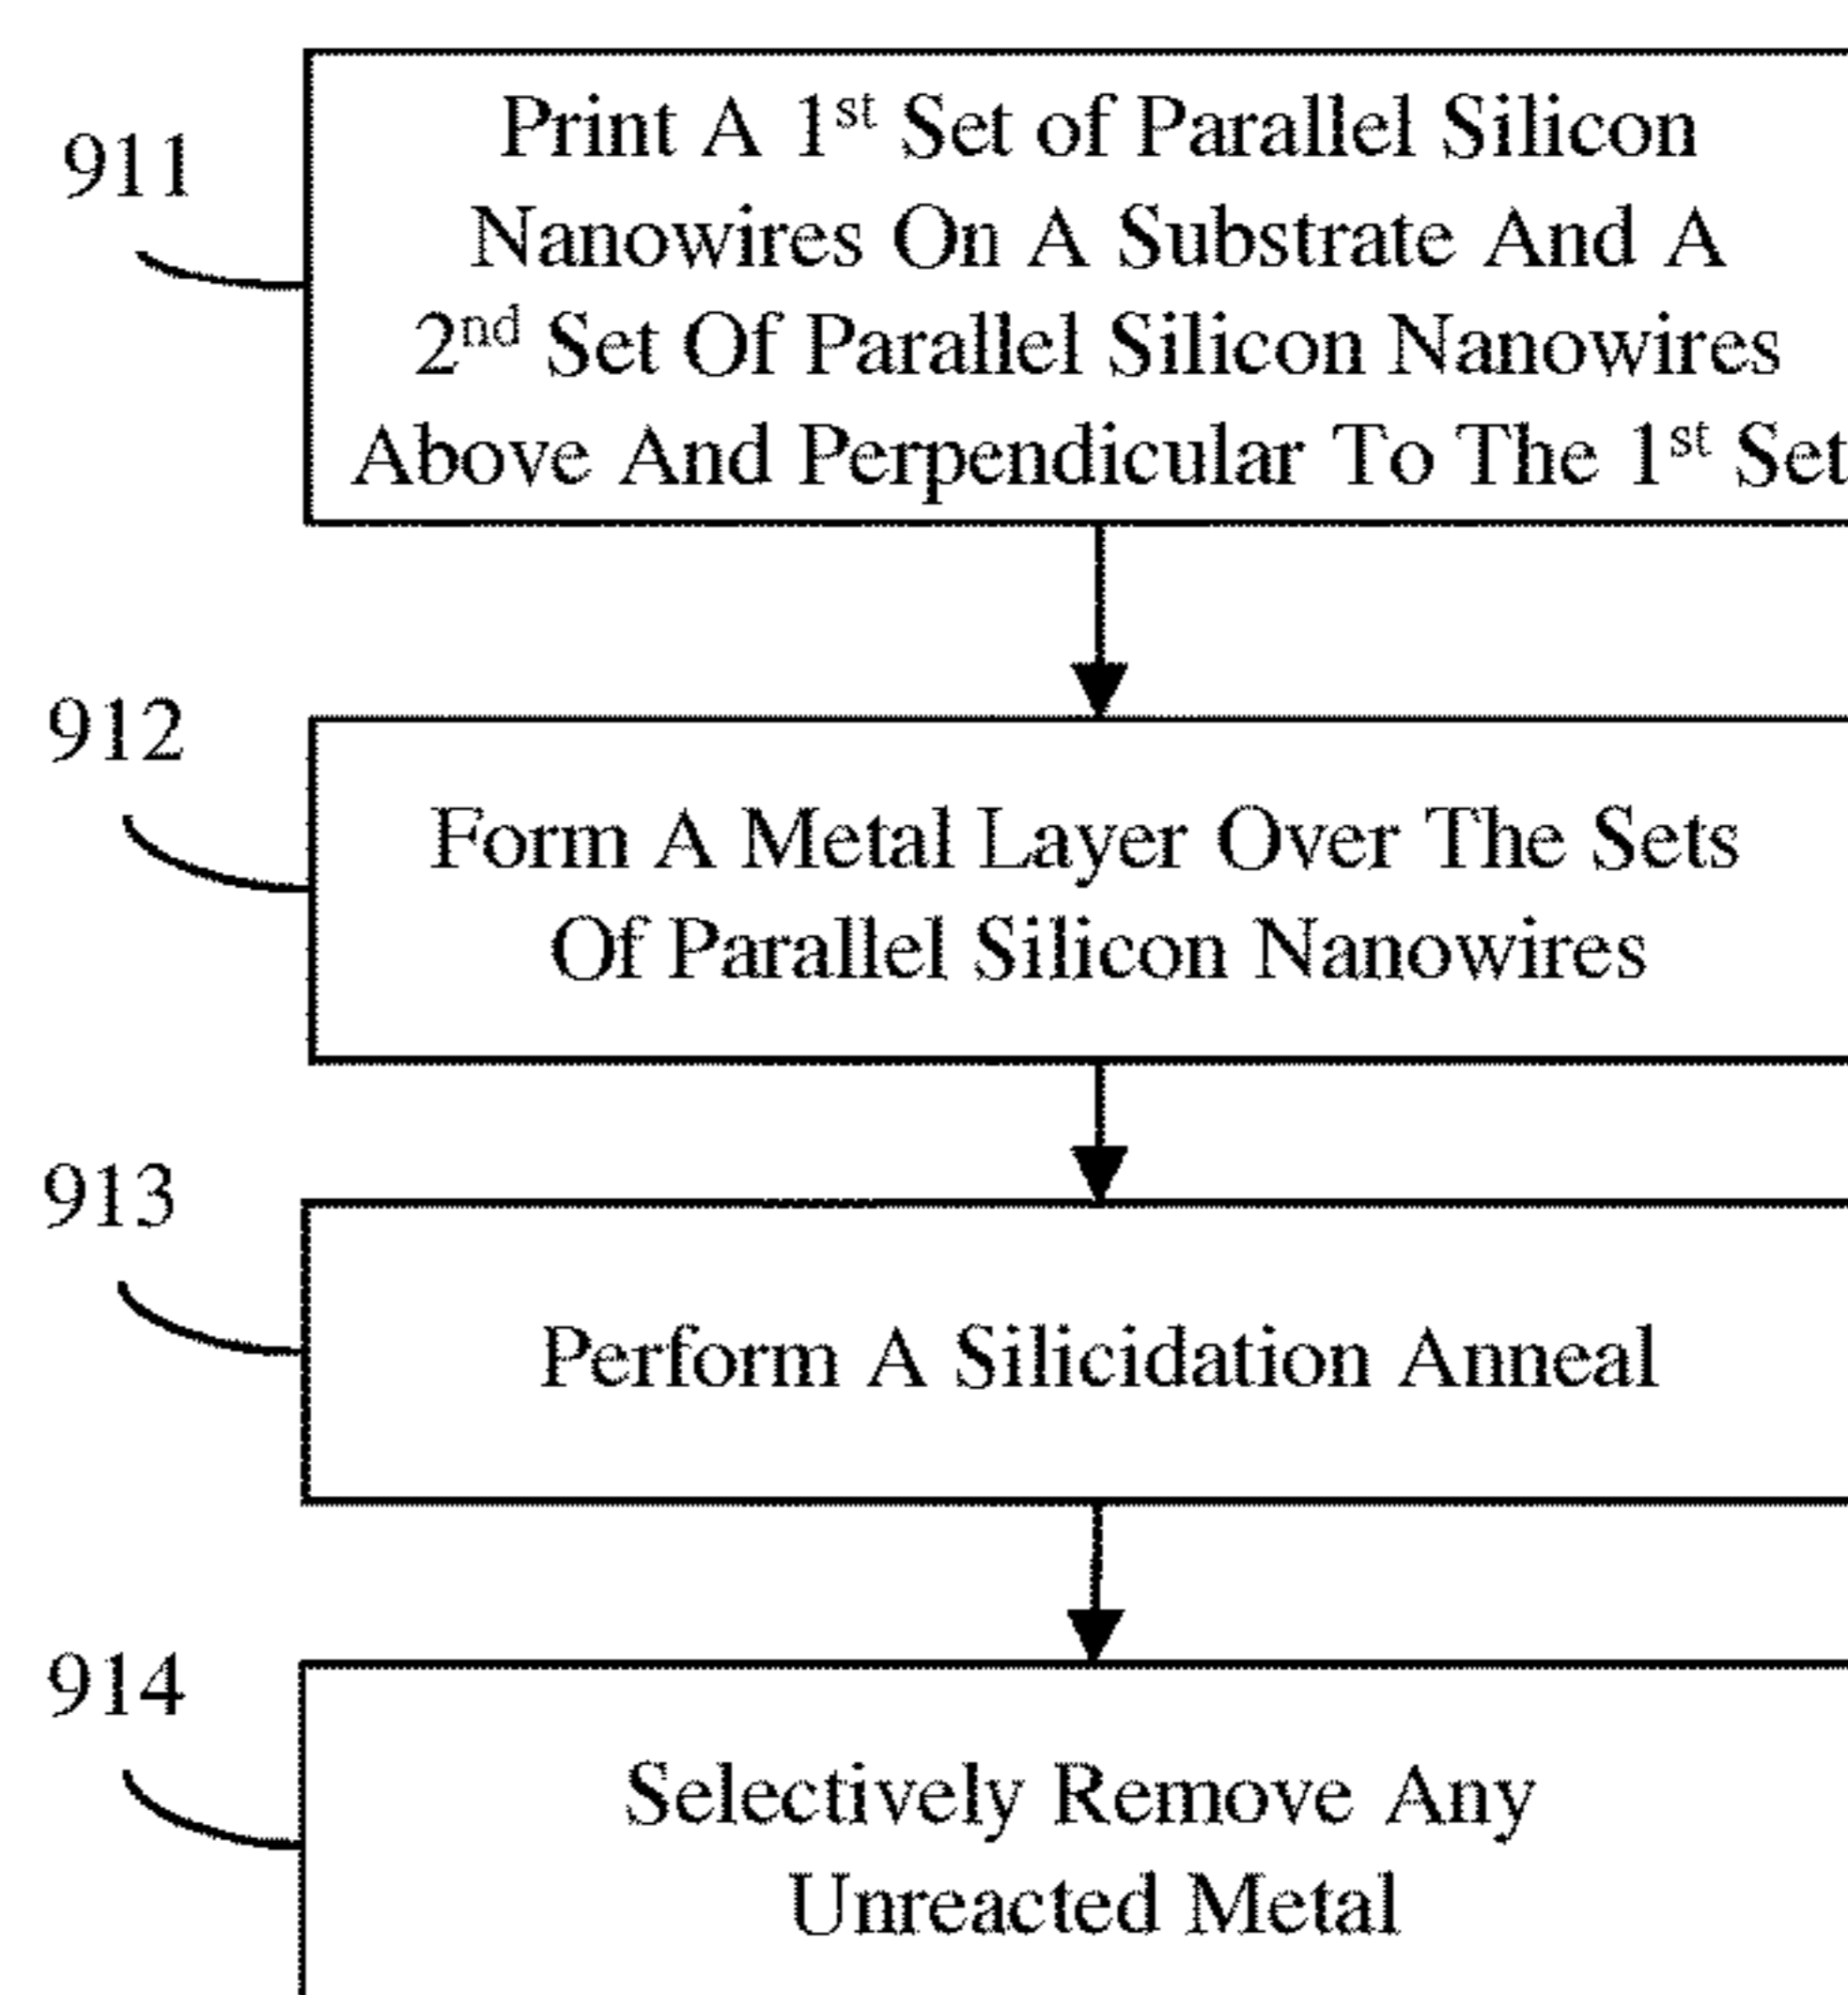 911
Print A 1st Set of Parallel Silicon
Nanowires On A Substrate And A
2nd Set Of Parallel Silicon Nanowires
Above And Perpendicular To The 1st Set
912
Form A Metal Layer Over The Sets
Of Parallel Silicon Nanowires
913
Perform A Silicidation Anneal
914
Selectively Remove Any
Unreacted Metal